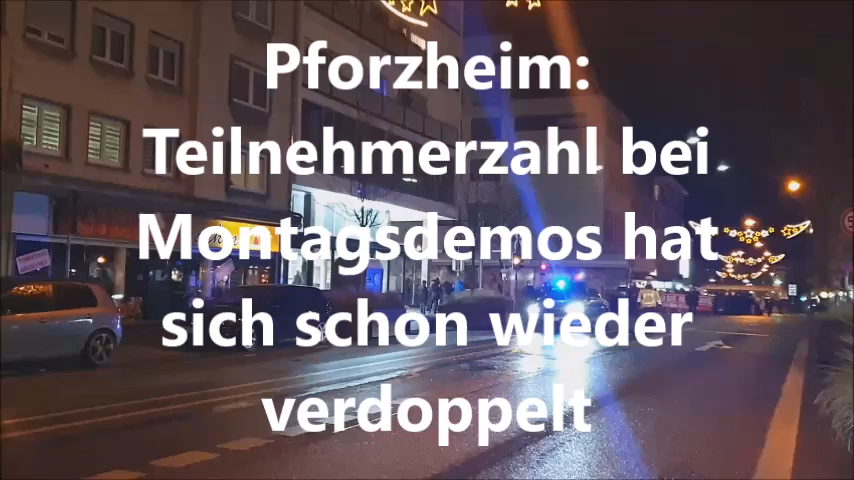 Pforzheim:
Teilnehmerzahl bei
Montagsdemos hat
sich schon wieder
verdoppelt